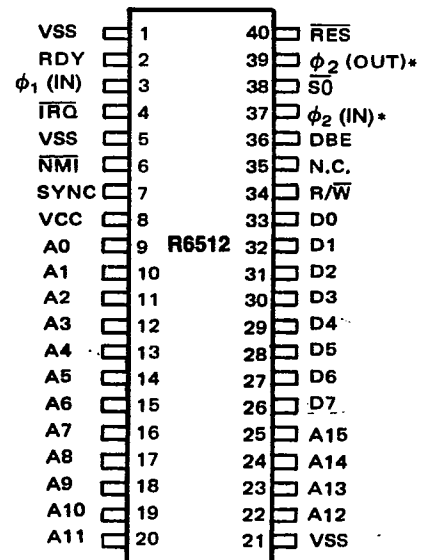 VSS 1 40 R̅E̅S̅
RDY 2 39 ϕ₂ (OUT)*
ϕ₁ (IN) 3 38 S̅0̅
I̅R̅Q̅ 4 37 ϕ₂ (IN)*
VSS 5 36 DBE
N̅M̅I̅ 6 35 N.C.
SYNC 7 34 R/W̅
VCC 8 33 D0
A0 9 R6512 32 D1
A1 10 31 D2
A2 11 30 D3
A3 12 29 D4
A4 13 28 D5
A5 14 27 D6
A6 15 26 D7
A7 16 25 A15
A8 17 24 A14
A9 18 23 A13
A10 19 22 A12
A11 20 21 VSS